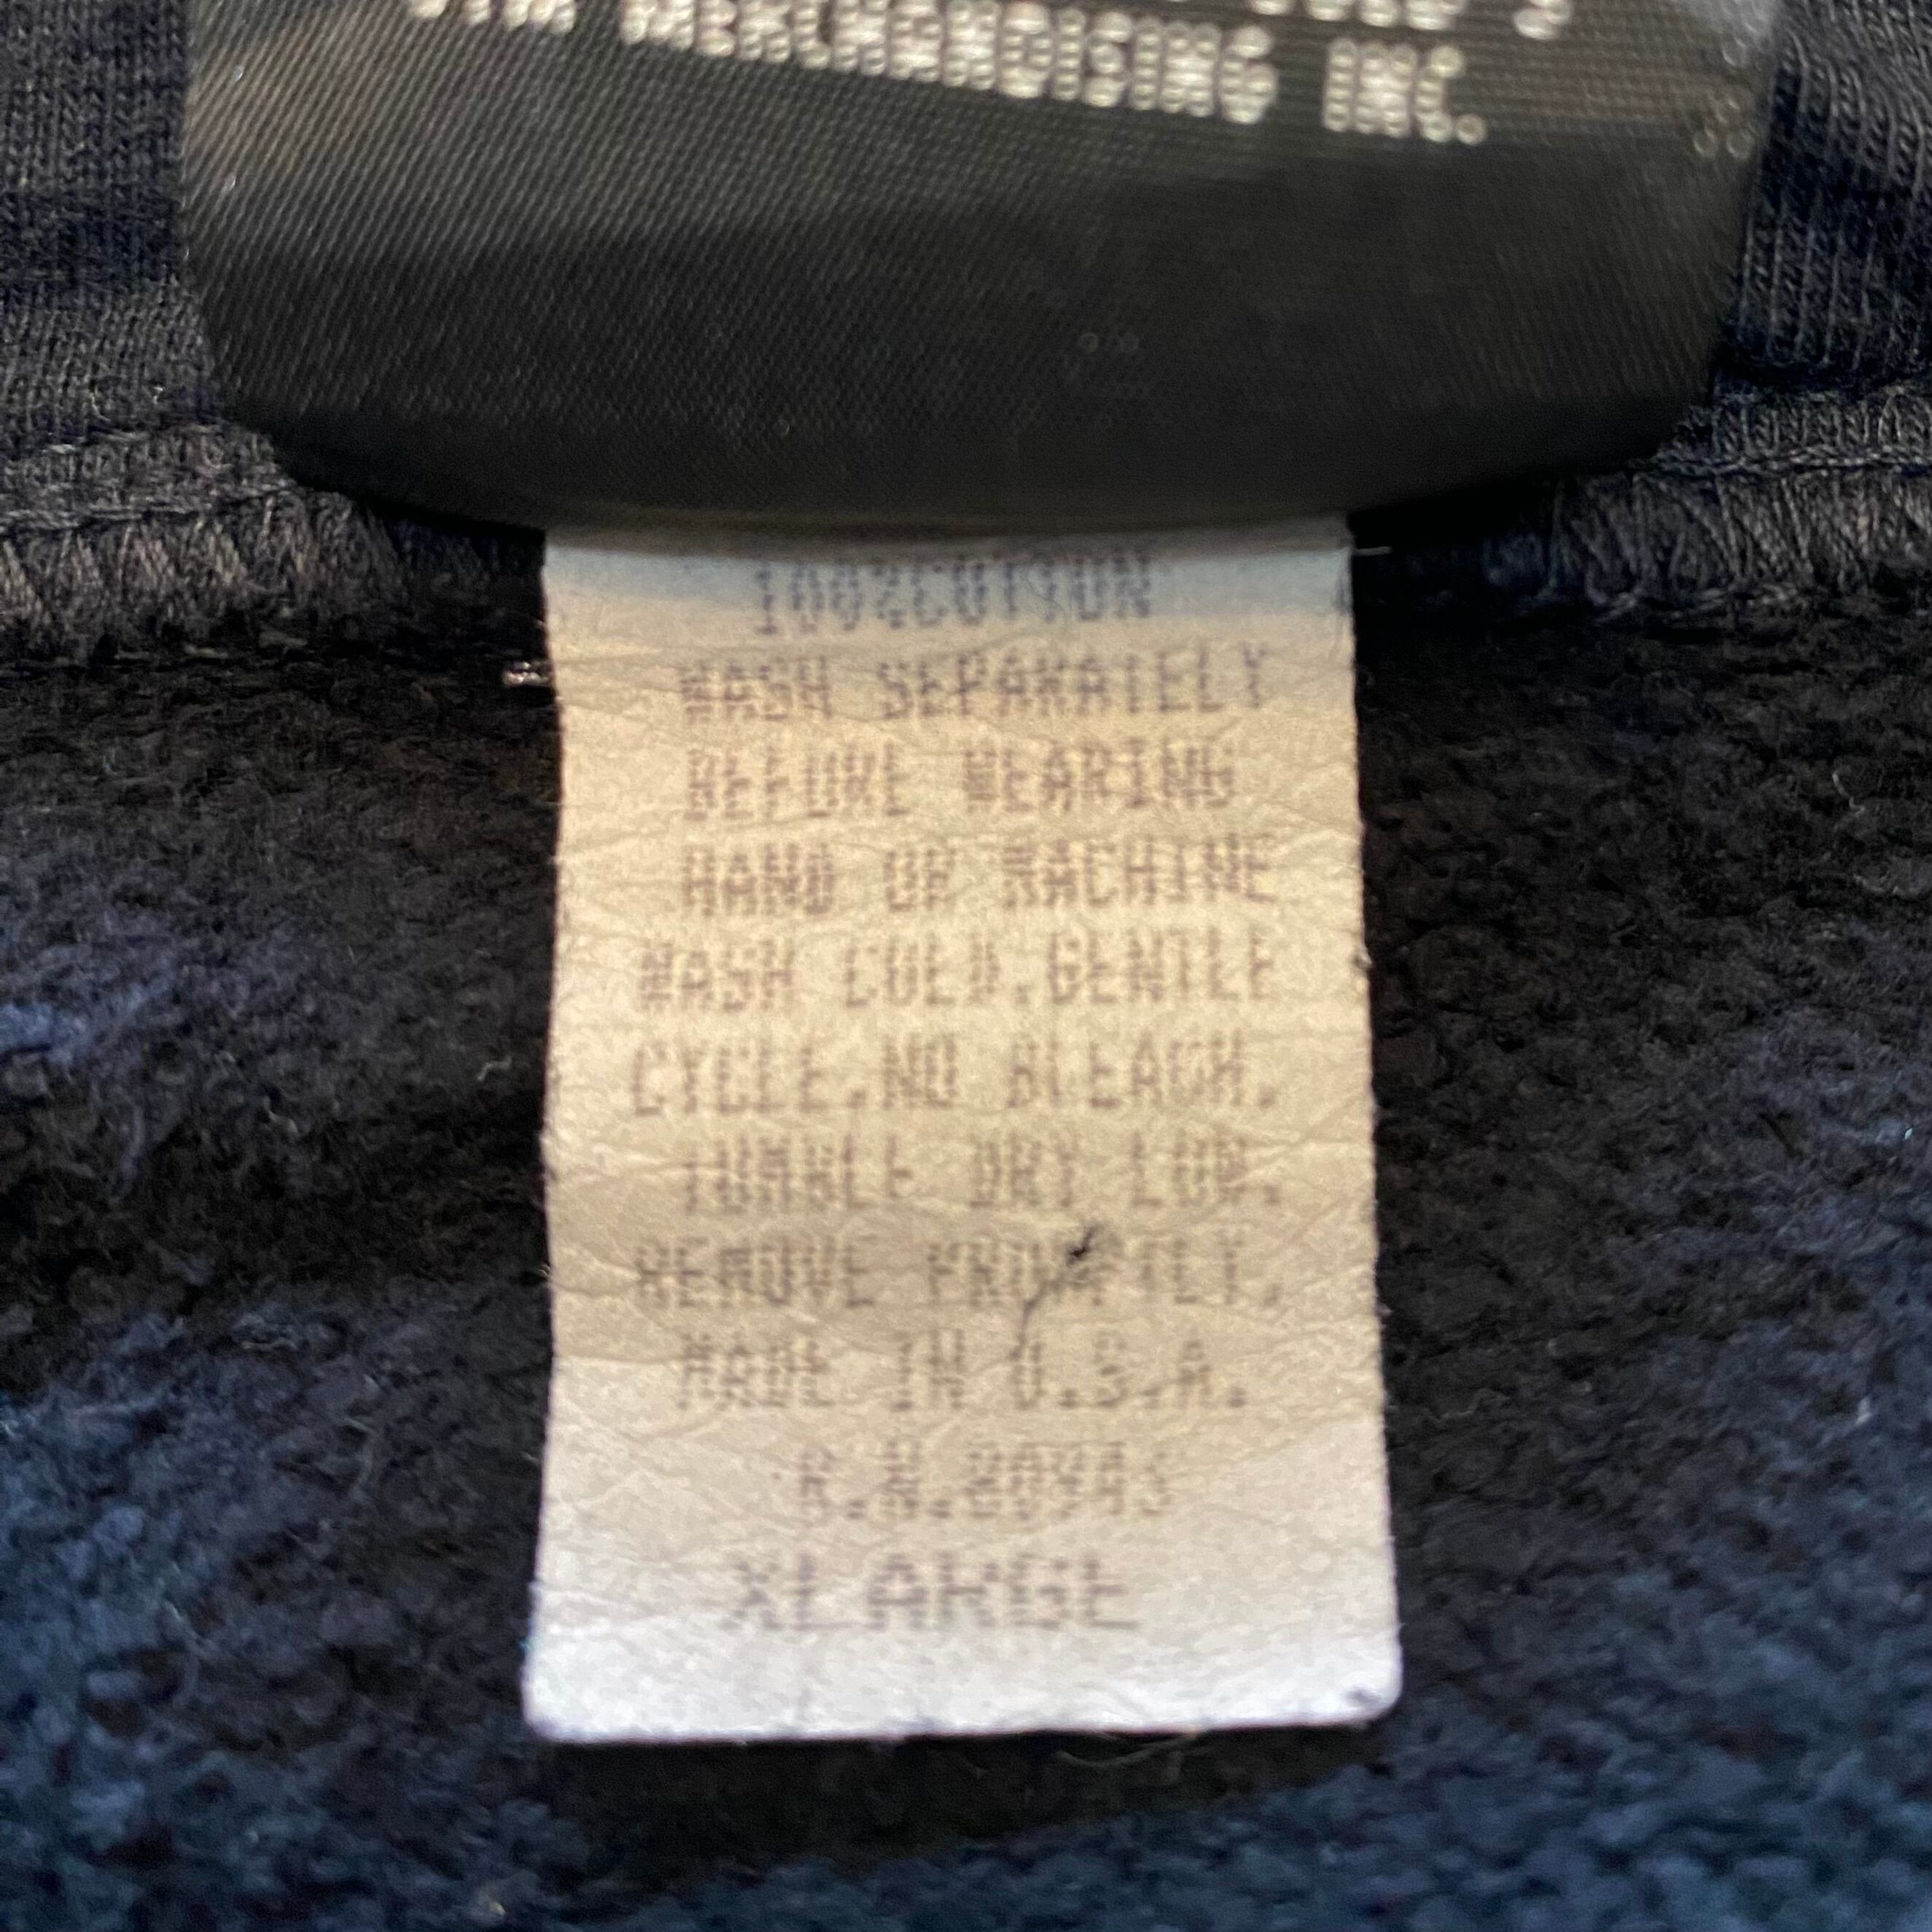 MERCHANDISING INC.
100%COTTON
WASH SEPARATELY
BEFORE WEARING
HAND OR MACHINE
WASH COLD.GENTLE
CYCLE.NO BLEACH.
TUMBLE DRY LOW.
REMOVE PROMPTLY.
MADE IN U.S.A.
XLARGE